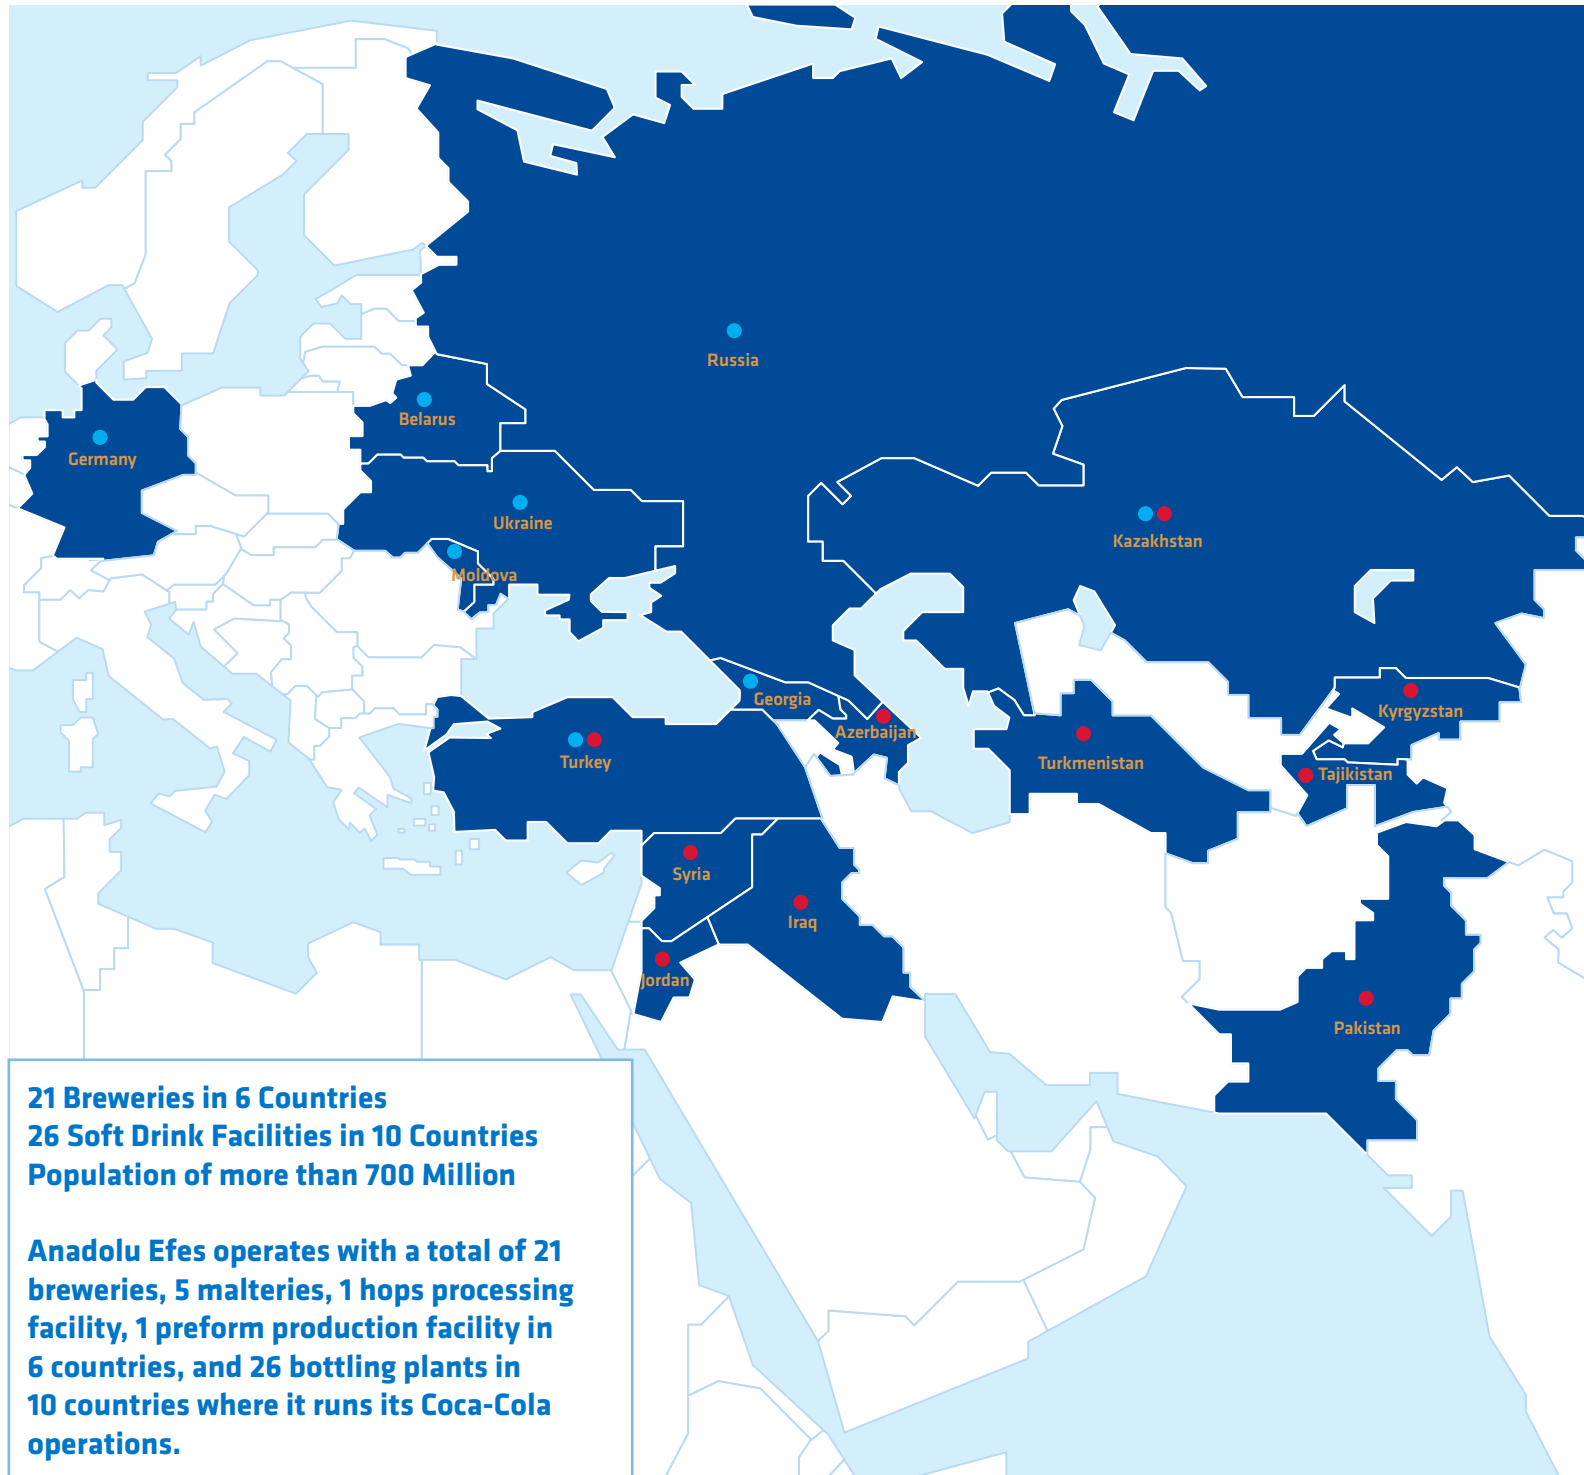 Russia
Belarus
Germany
Ukraine
Kazakhstan
Moldova
Georgia
Kyrgyzstan
Azerbaijan
Turkey
Turkmenistan
Tajikistan
Syria
Iraq
Jordan
Pakistan
21 Breweries in 6 Countries
26 Soft Drink Facilities in 10 Countries
Population of more than 700 Million
Anadolu Efes operates with a total of 21
breweries, 5 malteries, 1 hops processing
facility, 1 preform production facility in
6 countries, and 26 bottling plants in
10 countries where it runs its Coca-Cola
operations.